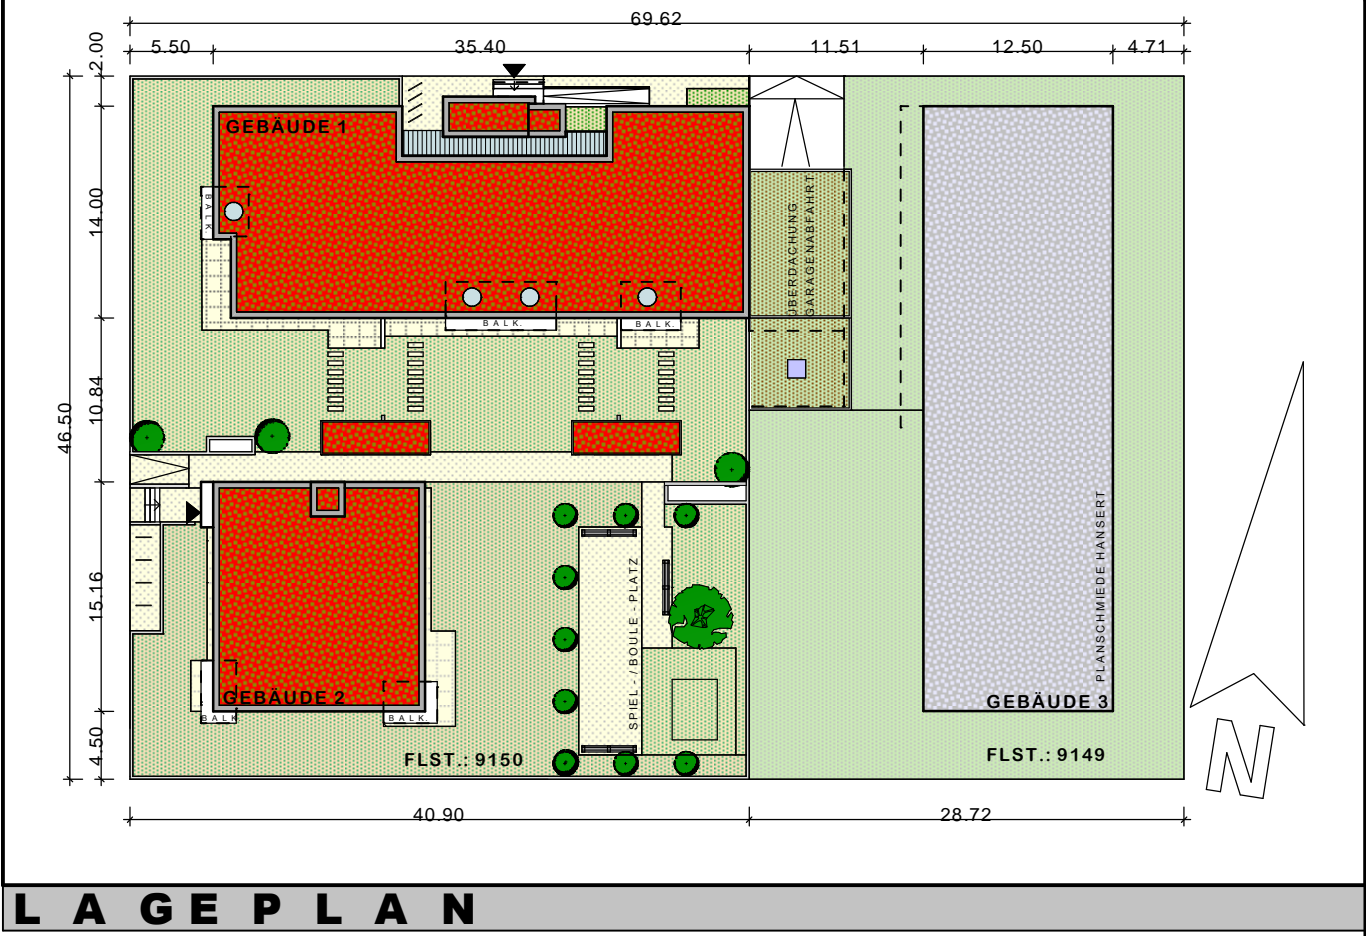 69.62
5.50
35.40
11.51
12.50
4.71
2.00
14.00
10.84
46.50
15.16
4.50
GEBÄUDE 1
BALK.
BALK.
BALK.
ÜBERDACHUNG
GARAGENABFAHRT
SPIEL - / BOULE - PLATZ
PLANSCHMIEDE HANSERT
GEBÄUDE 2
BALK.
BALK.
GEBÄUDE 3
FLST.: 9150
FLST.: 9149
N
40.90
28.72
LAGEPLAN